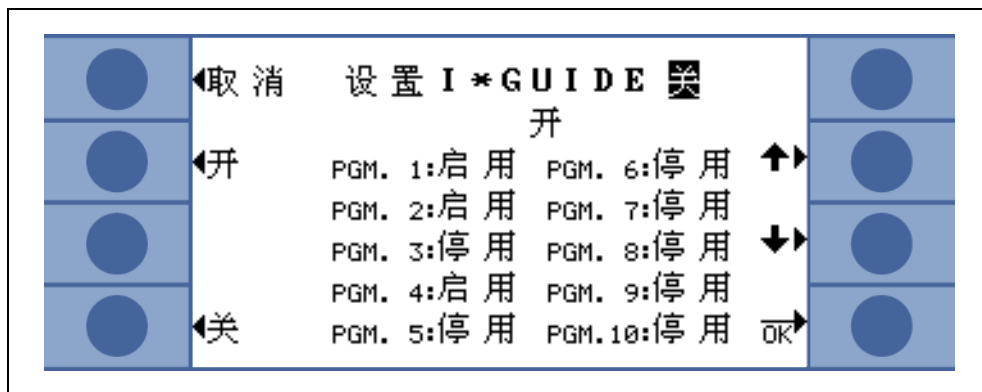 取消 设置I*GUIDE 关
开
开 PGM. 1:启用 PGM. 6:停用
PGM. 2:启用 PGM. 7:停用
PGM. 3:停用 PGM. 8:停用
PGM. 4:启用 PGM. 9:停用
关 PGM. 5:停用 PGM.10:停用 OK